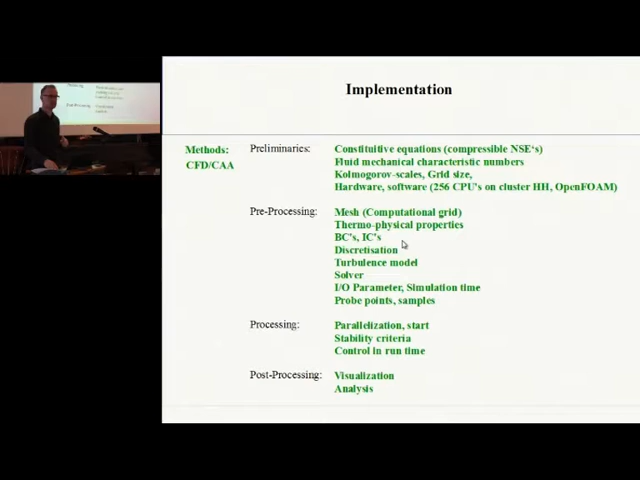 Implementation
Methods:
CFD/CAA
Preliminaries:
Constituitive equations (compressible NSE's)
Fluid mechanical characteristic numbers
Kolmogorov-scales, Grid size,
Hardware, software (256 CPU's on cluster HH, OpenFOAM)
Pre-Processing:
Mesh (Computational grid)
Thermo-physical properties
BC's, IC's
Discretisation
Turbulence model
Solver
I/O Parameter, Simulation time
Probe points, samples
Processing:
Parallelization, start
Stability criteria
Control in run time
Post-Processing:
Visualization
Analysis